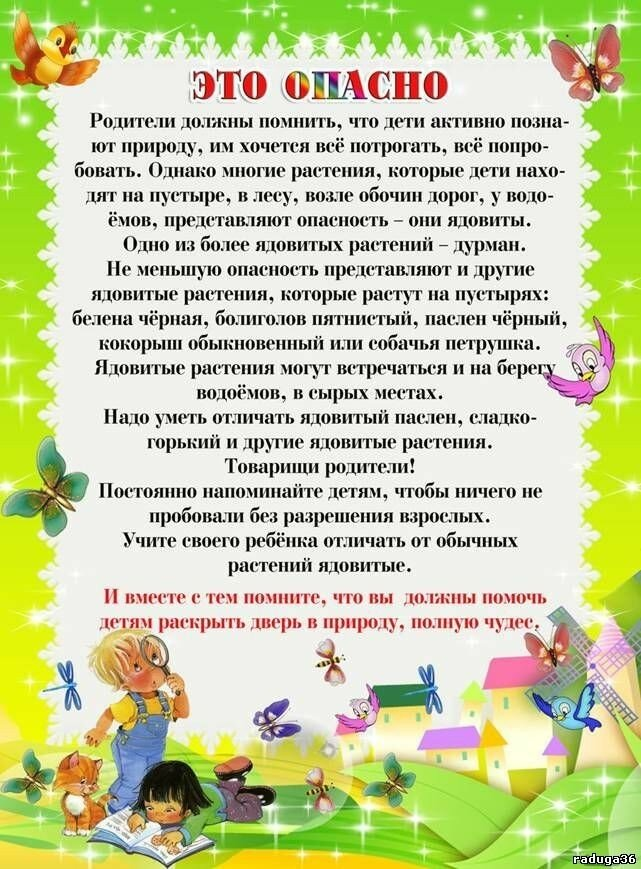 ЭТО ОПАСНО
Родители должны помнить, что дети активно позна-
ют природу, им хочется всё потрогать, всё попро-
бовать. Однако многие растения, которые дети нахо-
дят на пустыре, в лесу, возле обочин дорог, у водо-
ёмов, представляют опасность – они ядовиты.
Одно из более ядовитых растений – дурман.
Не меньшую опасность представляют и другие
ядовитые растения, которые растут на пустырях:
белена чёрная, болиголов пятнистый, паслен чёрный,
кокорыш обыкновенный или собачья петрушка.
Ядовитые растения могут встречаться и на берегу
водоёмов, в сырых местах.
Надо уметь отличать ядовитый паслен, сладко-
горький и другие ядовитые растения.
Товарищи родители!
Постоянно напоминайте детям, чтобы ничего не
пробовали без разрешения взрослых.
Учите своего ребёнка отличать от обычных
растений ядовитые.
И вместе с тем помните, что вы должны помочь
детям раскрыть дверь в природу, полную чудес.
raduga36